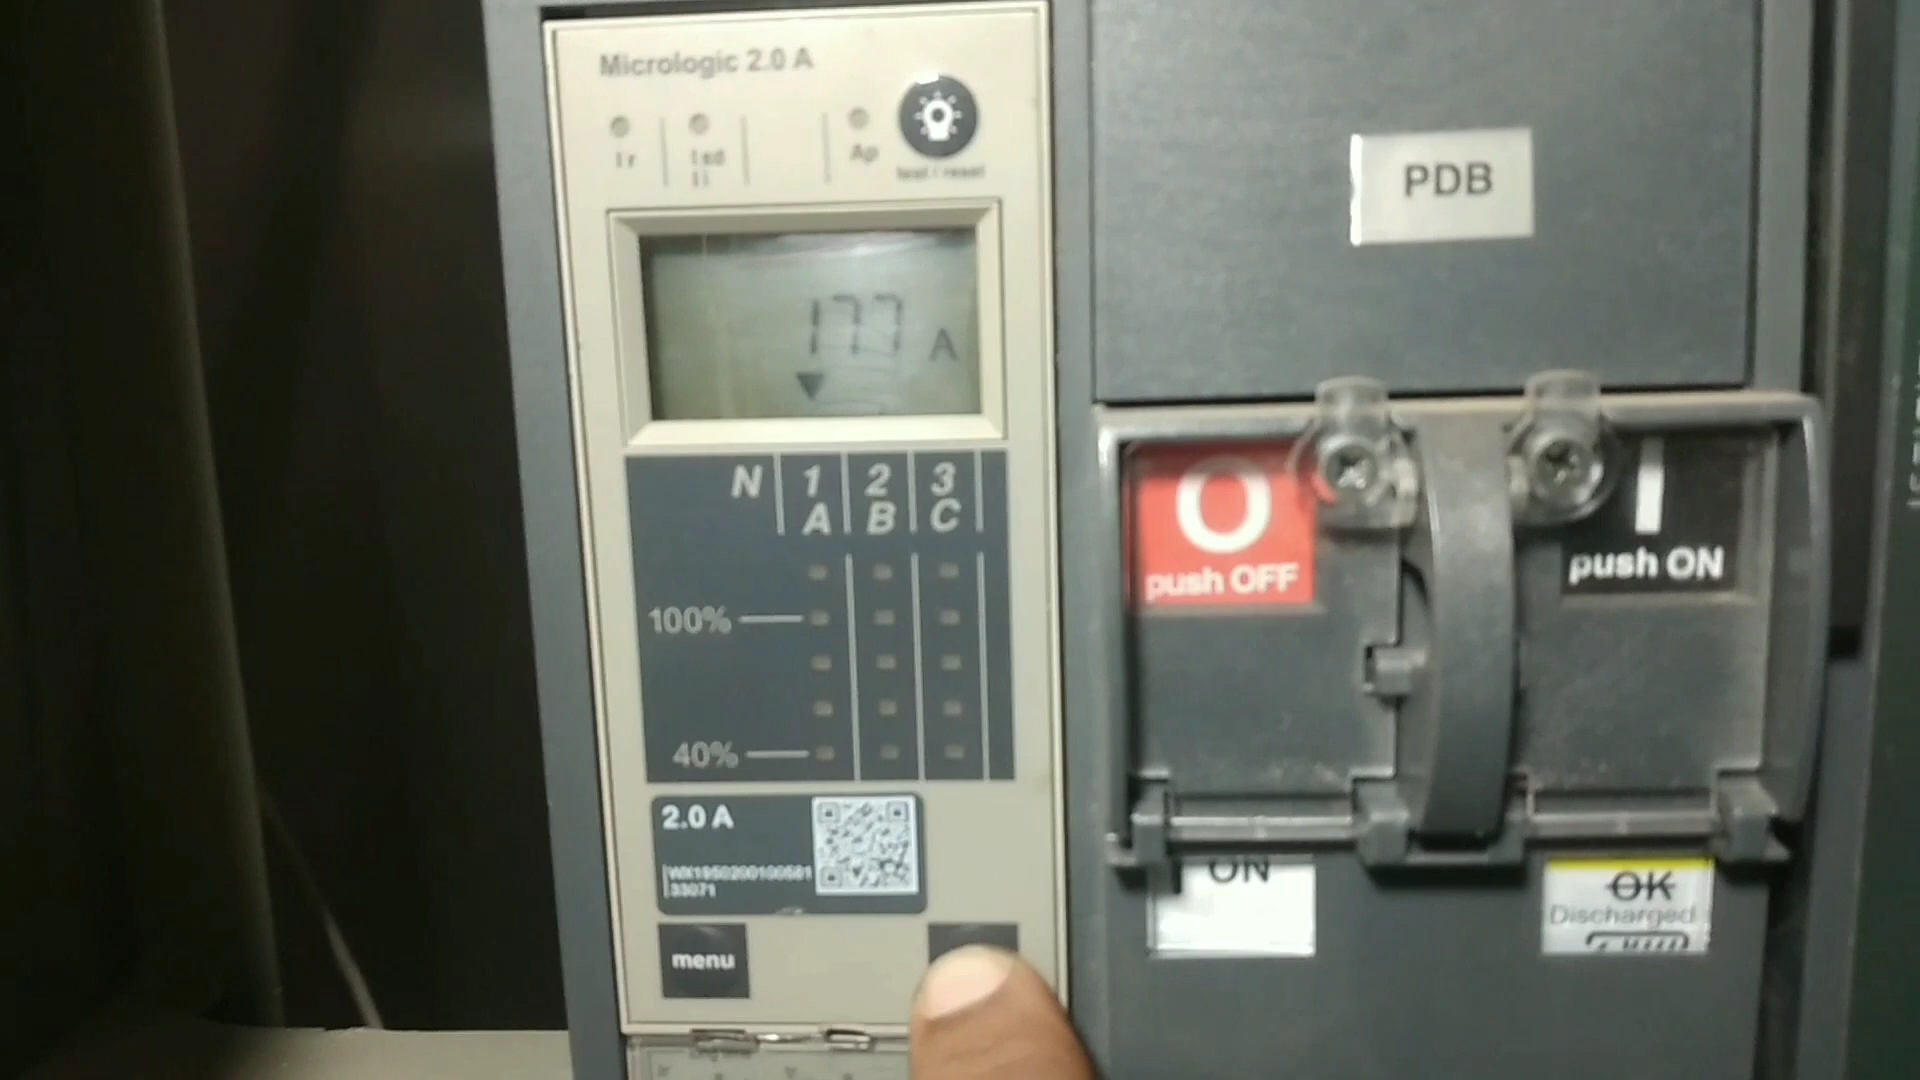 Micrologic 2.0 A
Ir
Isd
Ii
Ap
test / reset
177 A
N 1 2 3
A B C
100%
40%
2.0 A
33071
menu
PDB
O
push OFF
I
push ON
ON
OK
Discharged